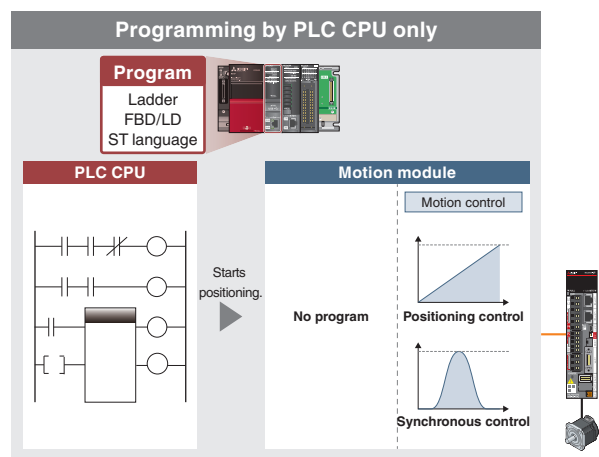 Programming by PLC CPU only
Program
Ladder
FBD/LD
ST language
PLC CPU
Motion module
Motion control
Starts
positioning.
No program
Positioning control
Synchronous control